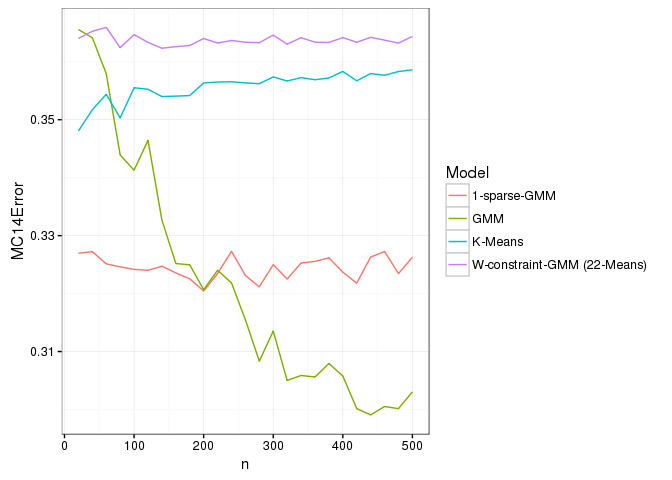 MC14Error
0.35
0.33
0.31
0
100
200
300
400
500
n
Model
1-sparse-GMM
GMM
K-Means
W-constraint-GMM (22-Means)